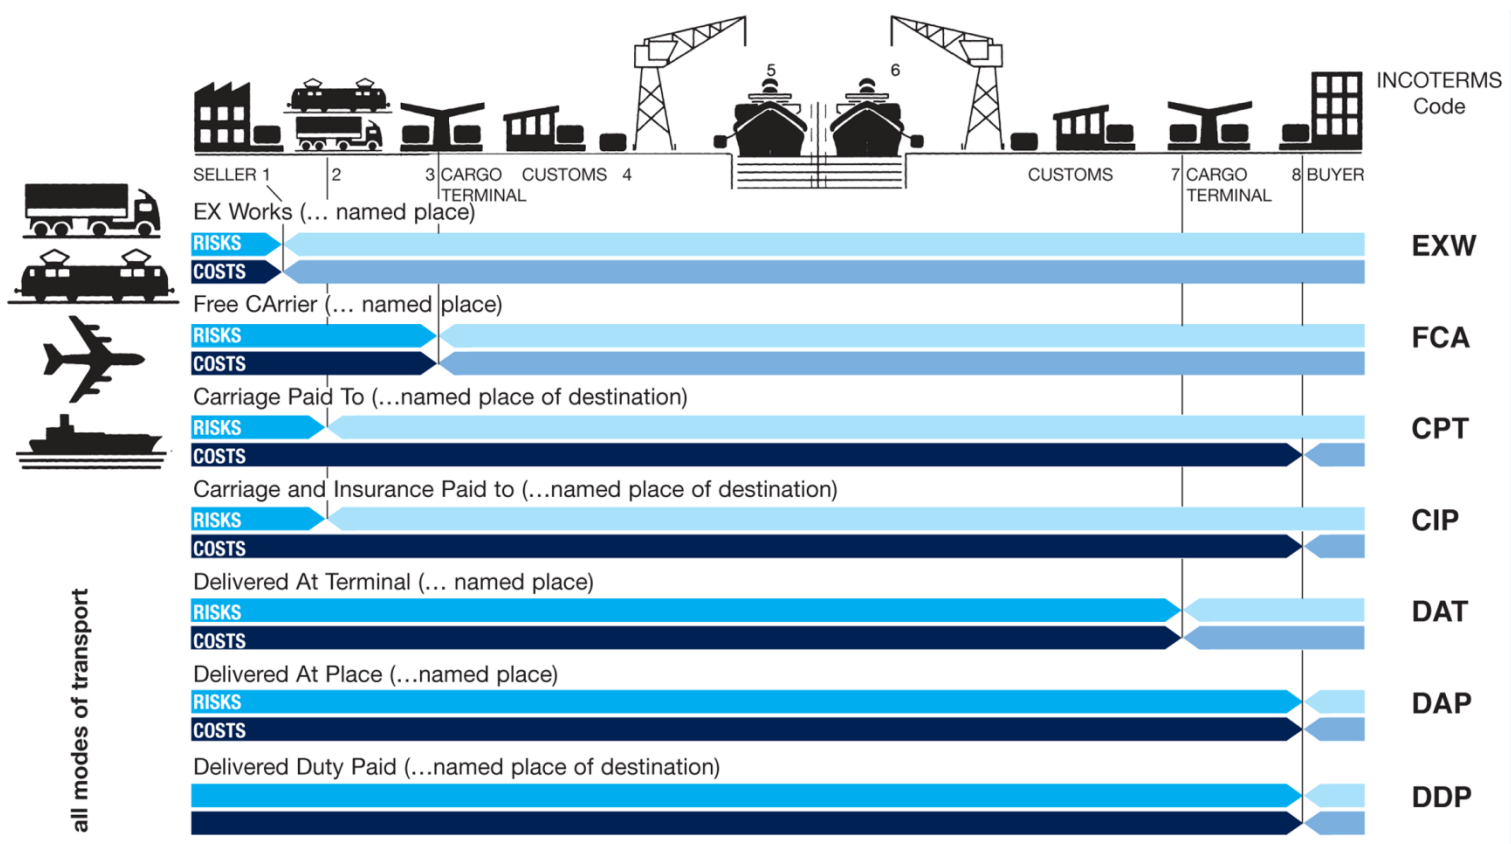 5
6
INCOTERMS
Code
SELLER 1
2
3 CARGO
TERMINAL
CUSTOMS 4
CUSTOMS
7 CARGO
TERMINAL
8 BUYER
EX Works (... named place)
RISKS
COSTS
EXW
Free CArrier (... named place)
RISKS
COSTS
FCA
Carriage Paid To (...named place of destination)
RISKS
COSTS
CPT
Carriage and Insurance Paid to (...named place of destination)
RISKS
COSTS
CIP
Delivered At Terminal (... named place)
RISKS
COSTS
DAT
Delivered At Place (...named place)
RISKS
COSTS
DAP
Delivered Duty Paid (...named place of destination)
DDP
all modes of transport